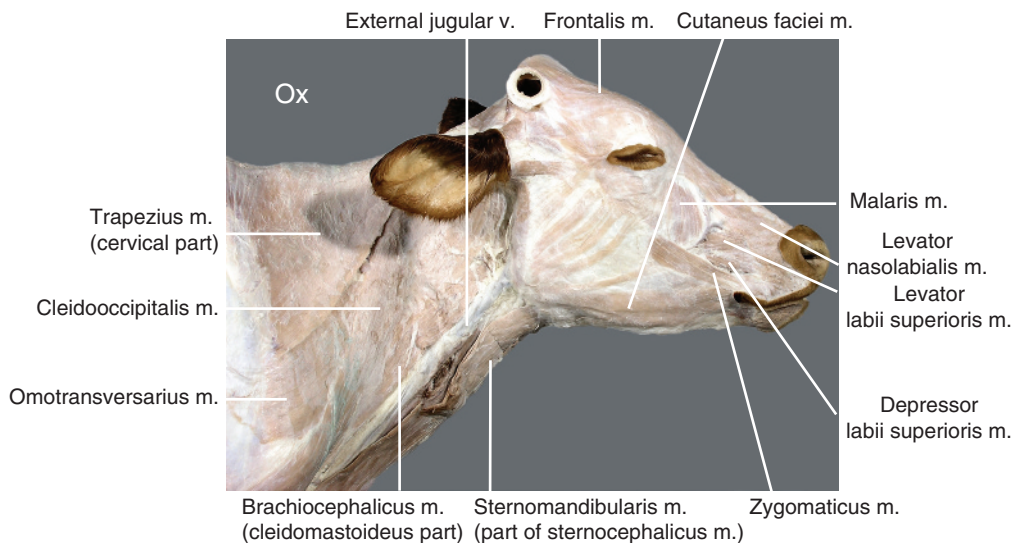 External jugular v.
Frontalis m.
Cutaneus faciei m.
Ox
Trapezius m.
(cervical part)
Cleidooccipitalis m.
Omotransversarius m.
Malaris m.
Levator
nasolabialis m.
Levator
labii superioris m.
Depressor
labii superioris m.
Brachiocephalicus m.
(cleidomastoideus part)
Sternomandibularis m.
(part of sternocephalicus m.)
Zygomaticus m.